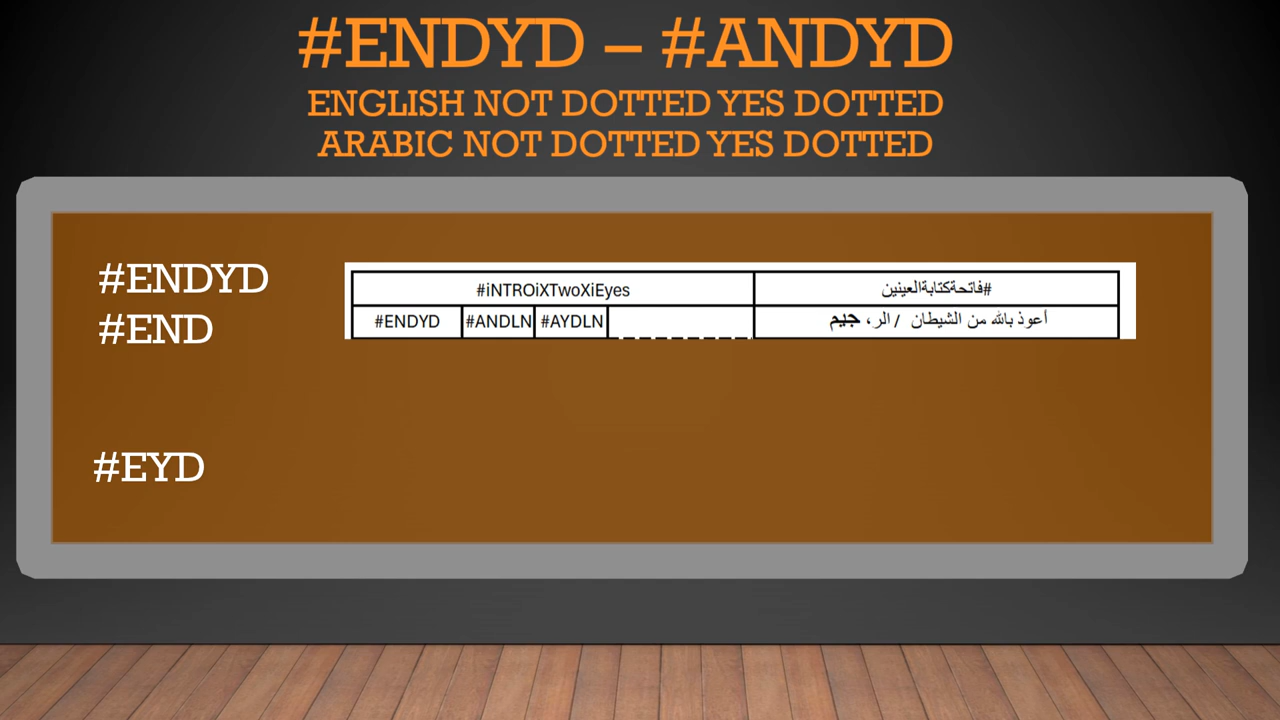 #ENDYD – #ANDYD
ENGLISH NOT DOTTED YES DOTTED
ARABIC NOT DOTTED YES DOTTED
#ENDYD
#END
#EYD
#iNTROiXTwoXiEyes #فاتحةكتابةالعينين
#ENDYD #ANDLN #AYDLN أعوذ بالله من الشيطان / الر، جيم